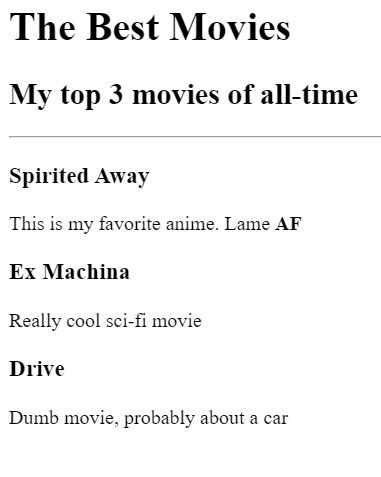 The Best Movies
My top 3 movies of all-time
Spirited Away
This is my favorite anime. Lame AF
Ex Machina
Really cool sci-fi movie
Drive
Dumb movie, probably about a car